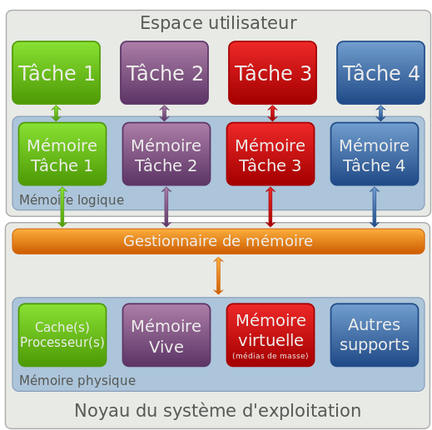 Espace utilisateur
Tâche 1
Tâche 2
Tâche 3
Tâche 4
Mémoire
Tâche 1
Mémoire
Tâche 2
Mémoire
Tâche 3
Mémoire
Tâche 4
Mémoire logique
Gestionnaire de mémoire
Cache(s)
Processeur(s)
Mémoire
Vive
Mémoire
virtuelle
(médias de masse)
Autres
supports
Mémoire physique
Noyau du système d'exploitation